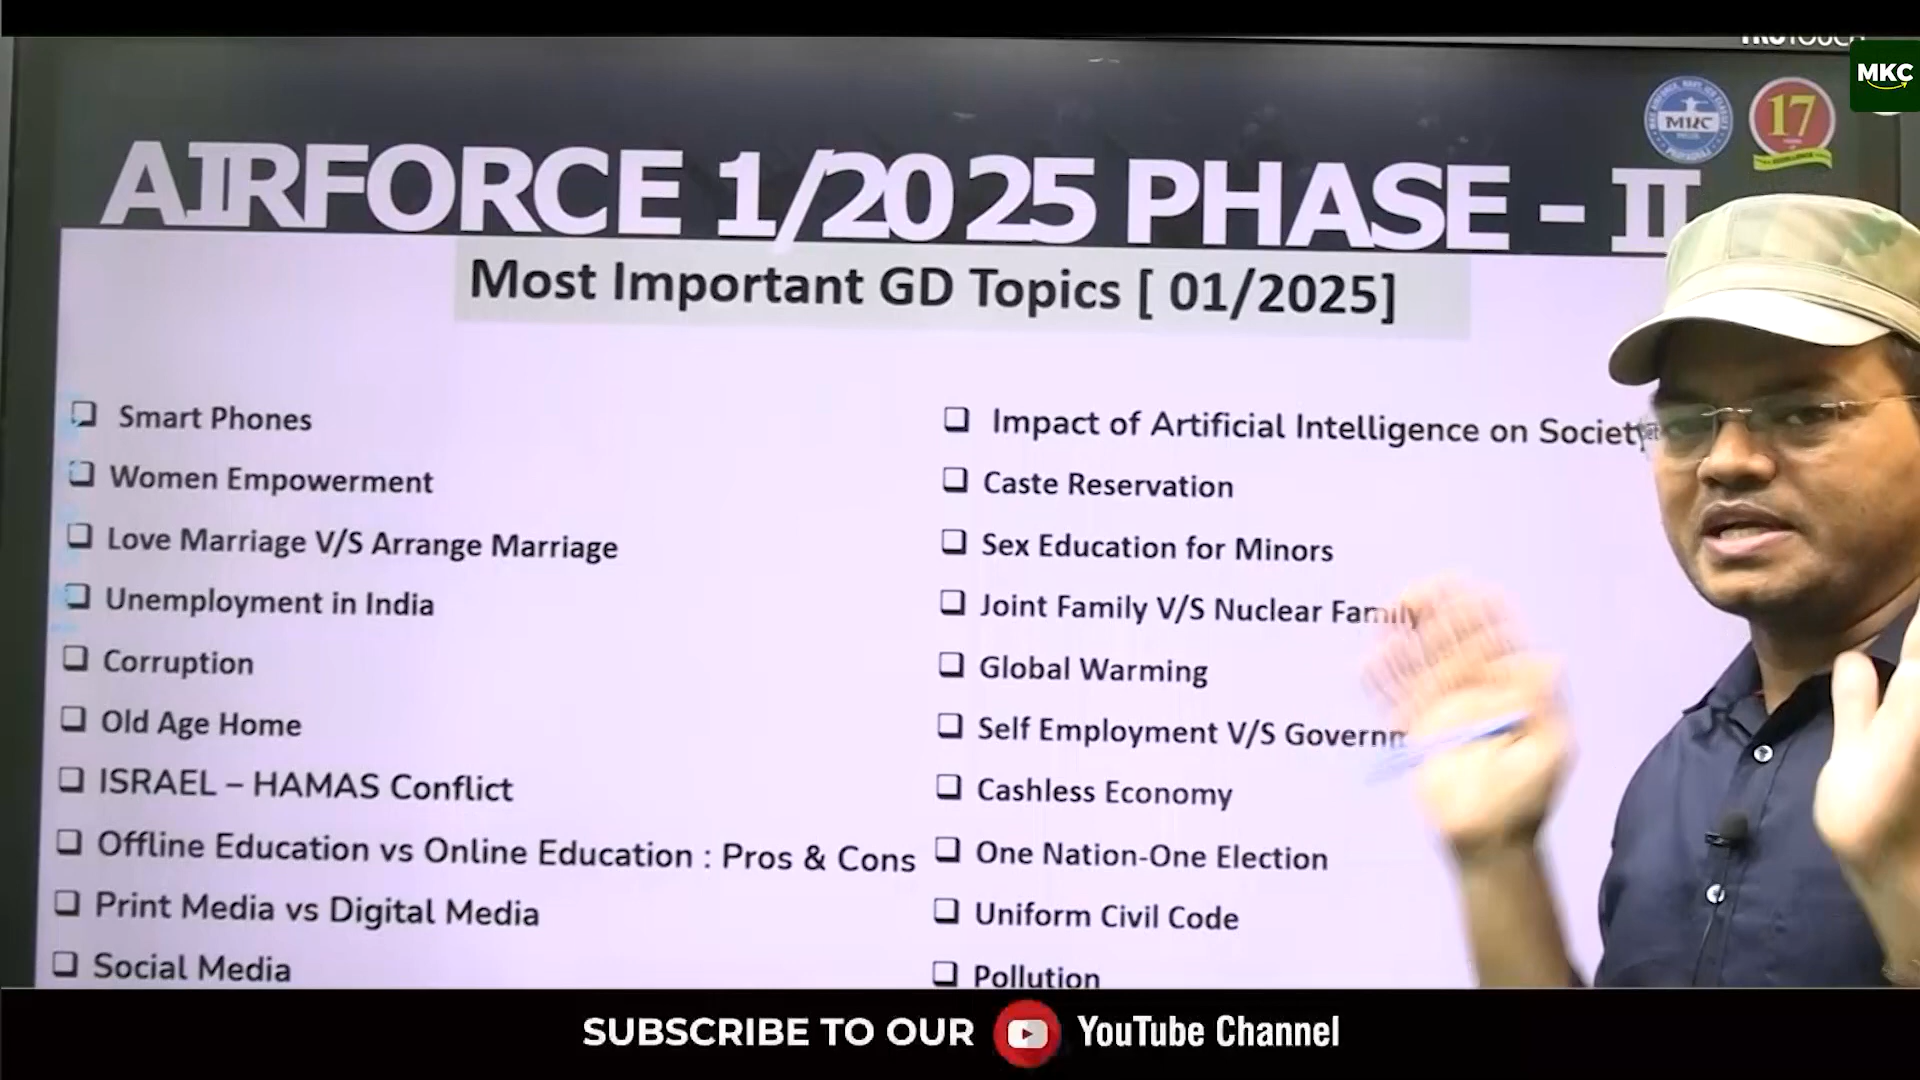 MKC
MKC
17
AIRFORCE 1/2025 PHASE - II
Most Important GD Topics [ 01/2025]
❑ Smart Phones
❑ Women Empowerment
❑ Love Marriage V/S Arrange Marriage
❑ Unemployment in India
❑ Corruption
❑ Old Age Home
❑ ISRAEL – HAMAS Conflict
❑ Offline Education vs Online Education : Pros & Cons
❑ Print Media vs Digital Media
❑ Social Media
❑ Impact of Artificial Intelligence on Society
❑ Caste Reservation
❑ Sex Education for Minors
❑ Joint Family V/S Nuclear Family
❑ Global Warming
❑ Self Employment V/S
❑ Cashless Economy
❑ One Nation-One Election
❑ Uniform Civil Code
❑ Pollution
SUBSCRIBE TO OUR YouTube Channel